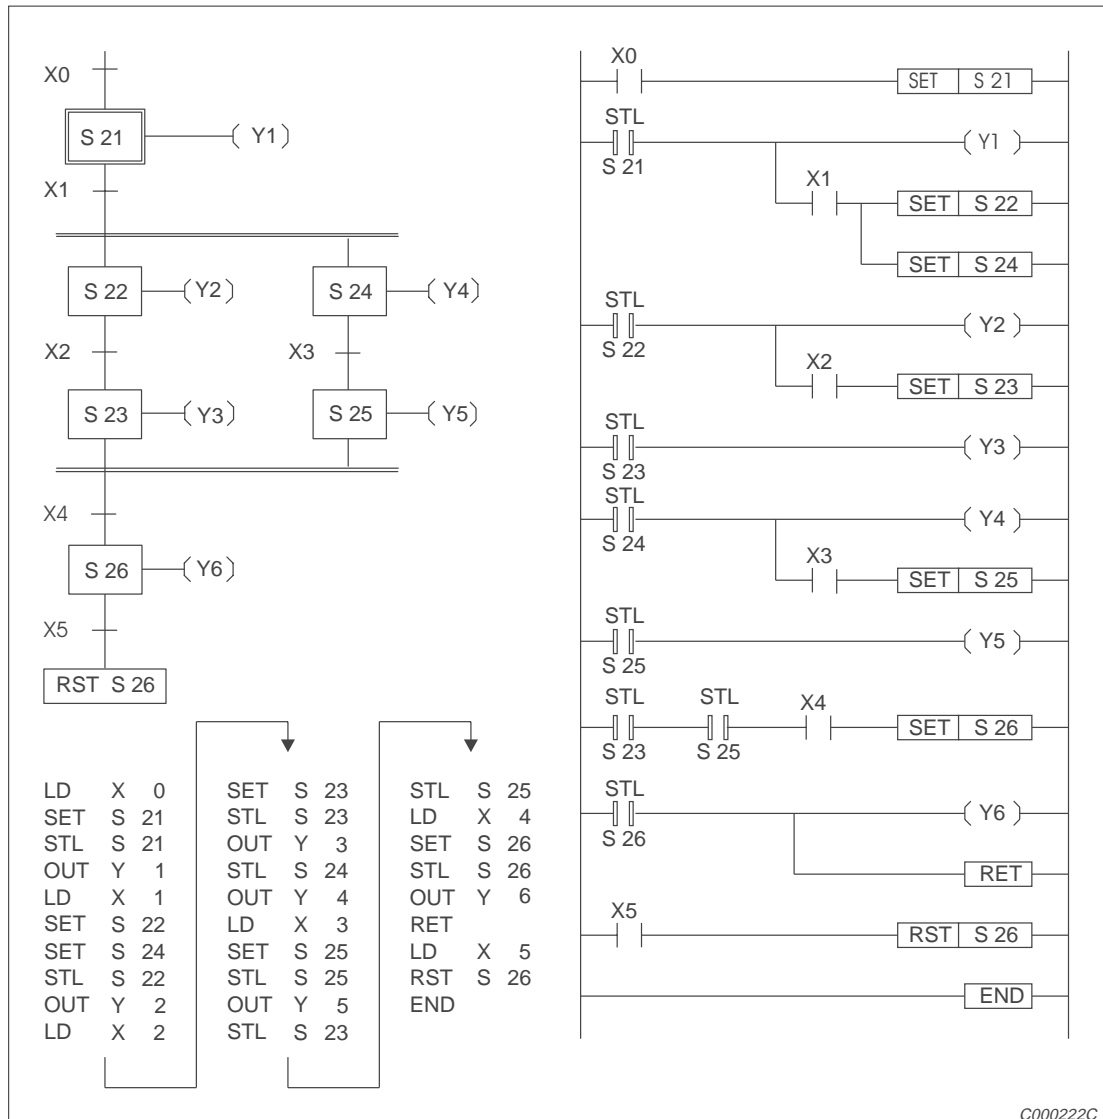 X0
S 21
Y1
X1
S 22
Y2
S 24
Y4
X2
X3
S 23
Y3
S 25
Y5
X4
S 26
Y6
X5
RST S 26
LD X 0
SET S 21
STL S 21
OUT Y 1
LD X 1
SET S 22
SET S 24
STL S 22
OUT Y 2
LD X 2
SET S 23
STL S 23
OUT Y 3
STL S 24
OUT Y 4
LD X 3
SET S 25
STL S 25
OUT Y 5
STL S 23
STL S 25
LD X 4
SET S 26
STL S 26
OUT Y 6
RET
LD X 5
RST S 26
END
X0
SET S 21
STL
S 21
Y1
X1
SET S 22
SET S 24
STL
S 22
Y2
X2
SET S 23
STL
S 23
Y3
STL
S 24
Y4
X3
SET S 25
STL
S 25
Y5
STL STL X4
SET S 26
S 23 S 25
STL
S 26
Y6
RET
X5
RST S 26
END
C000222C